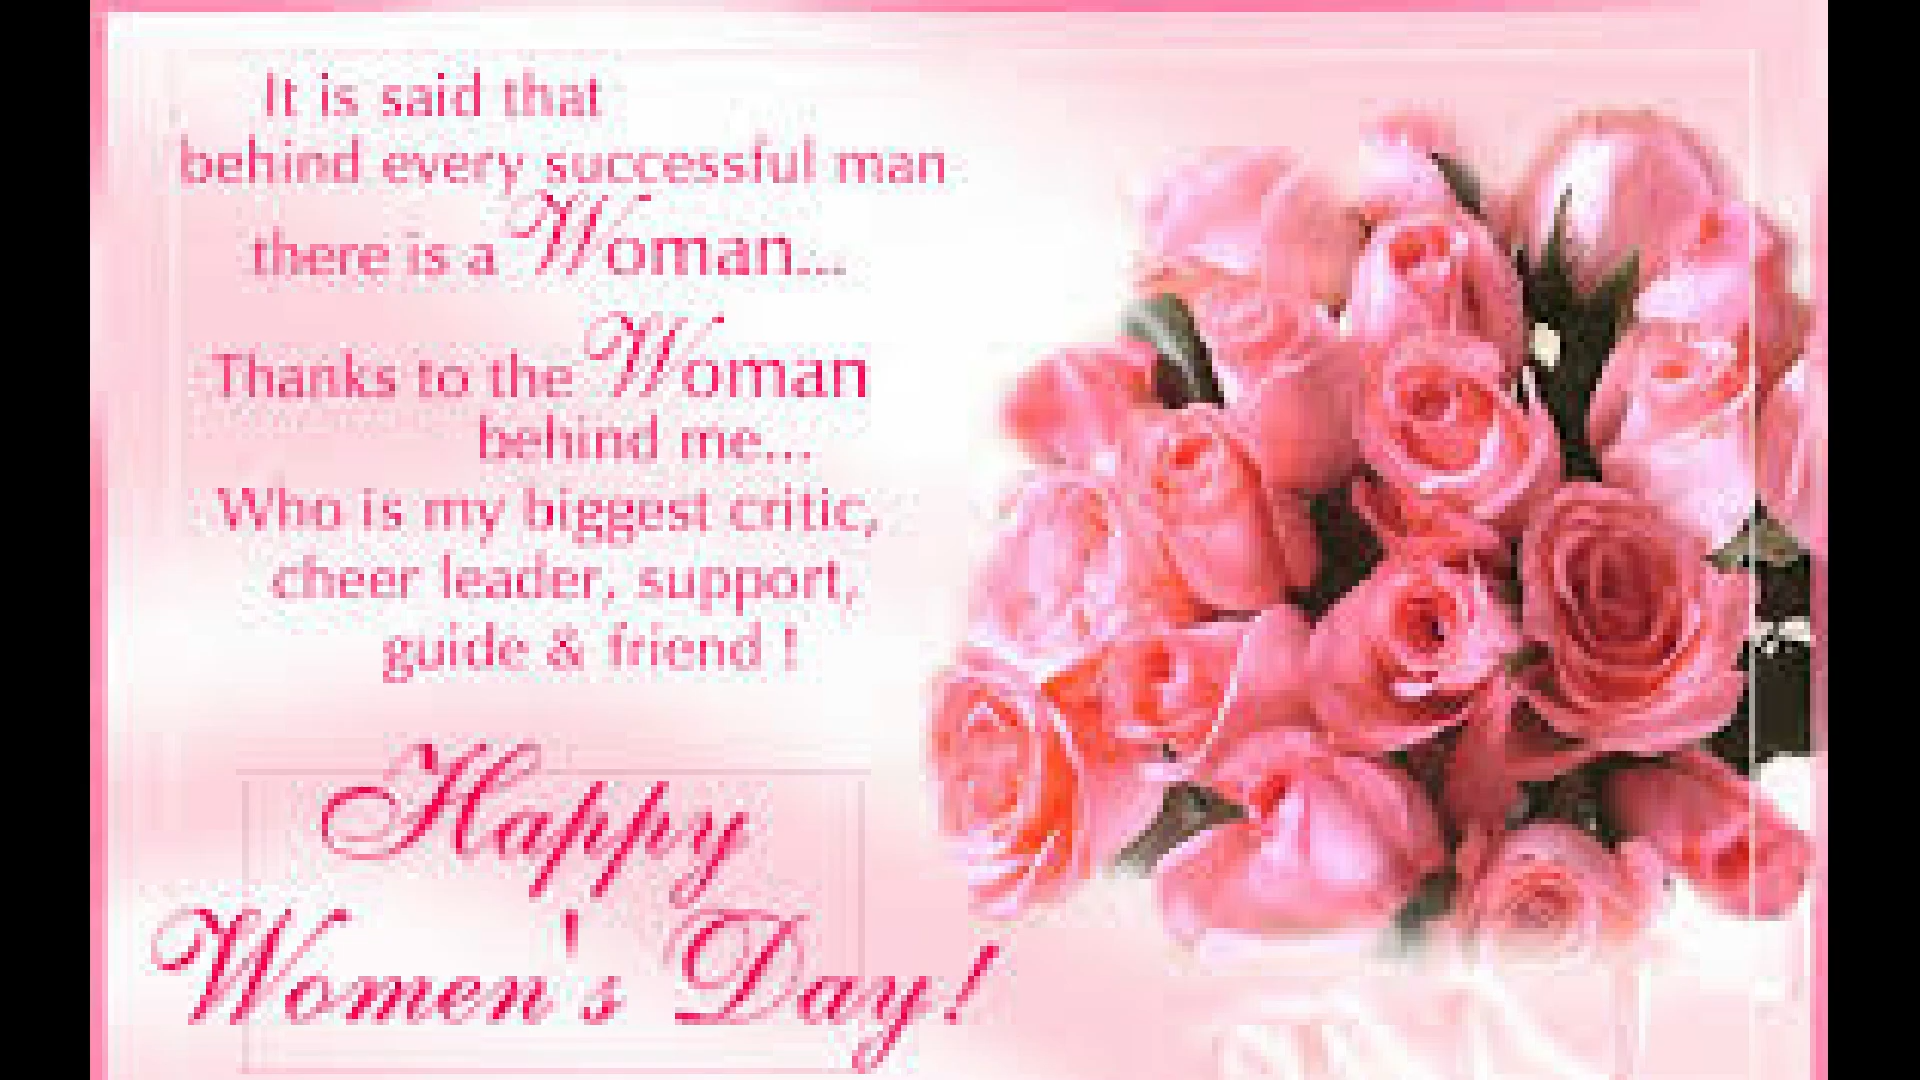 It is said that
behind every successful man
there is a Woman...
Thanks to the Woman
behind me...
Who is my biggest critic,
cheer leader, support,
guide & friend !
Happy
Women's Day!